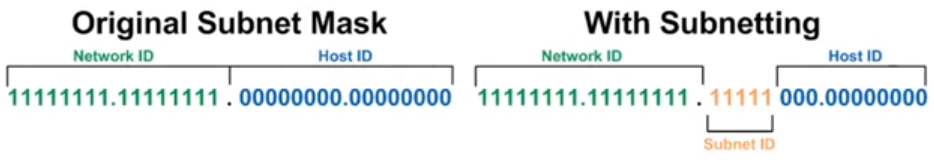 Original Subnet Mask
Network ID Host ID
11111111.11111111 . 00000000.00000000
With Subnetting
Network ID Host ID
11111111.11111111 . 11111 000.00000000
Subnet ID